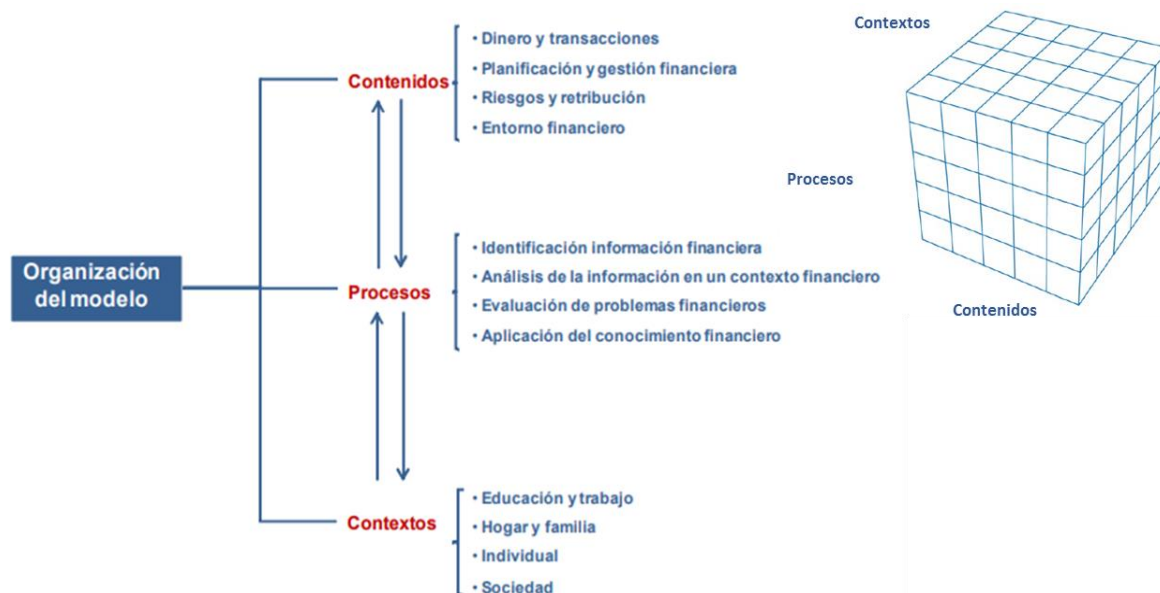 Organización
del modelo
Contenidos
• Dinero y transacciones
• Planificación y gestión financiera
• Riesgos y retribución
• Entorno financiero
Procesos
• Identificación información financiera
• Análisis de la información en un contexto financiero
• Evaluación de problemas financieros
• Aplicación del conocimiento financiero
Contextos
• Educación y trabajo
• Hogar y familia
• Individual
• Sociedad
Contextos
Procesos
Contenidos